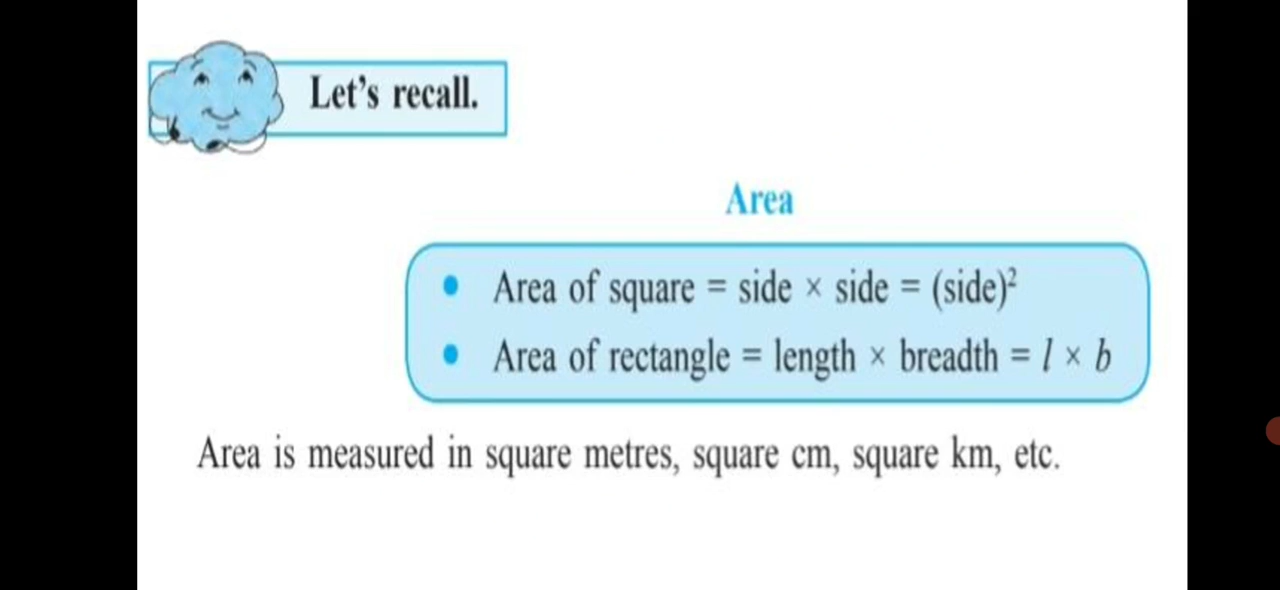 Let's recall.
Area
• Area of square = side × side = (side)²
• Area of rectangle = length × breadth = l × b
Area is measured in square metres, square cm, square km, etc.